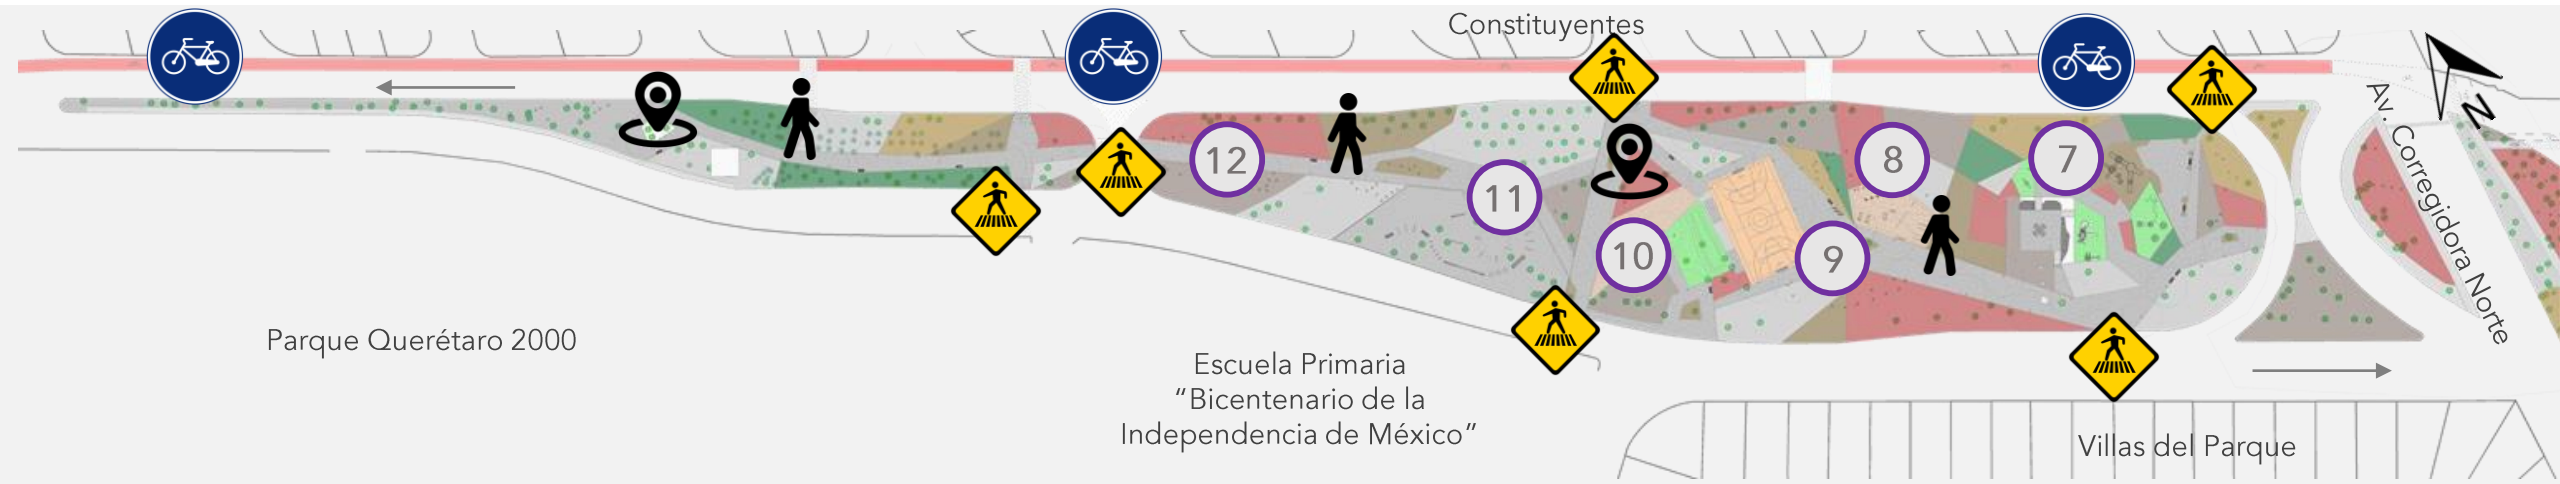 Constituyentes
Av. Corregidora Norte
N
12
11
10
9
8
7
Parque Querétaro 2000
Escuela Primaria
“Bicentenario de la
Independencia de México”
Villas del Parque